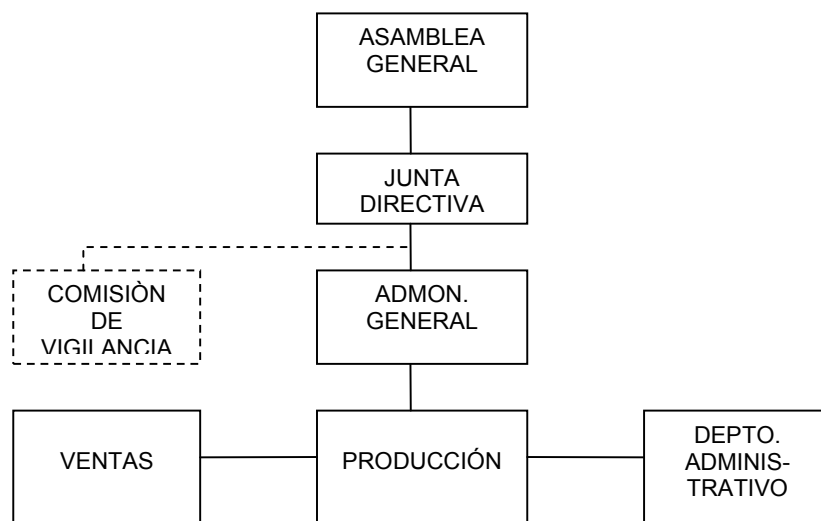 ASAMBLEA
GENERAL
JUNTA
DIRECTIVA
COMISIÒN
DE
VIGILANCIA
ADMON.
GENERAL
VENTAS
PRODUCCIÓN
DEPTO.
ADMINIS-
TRATIVO